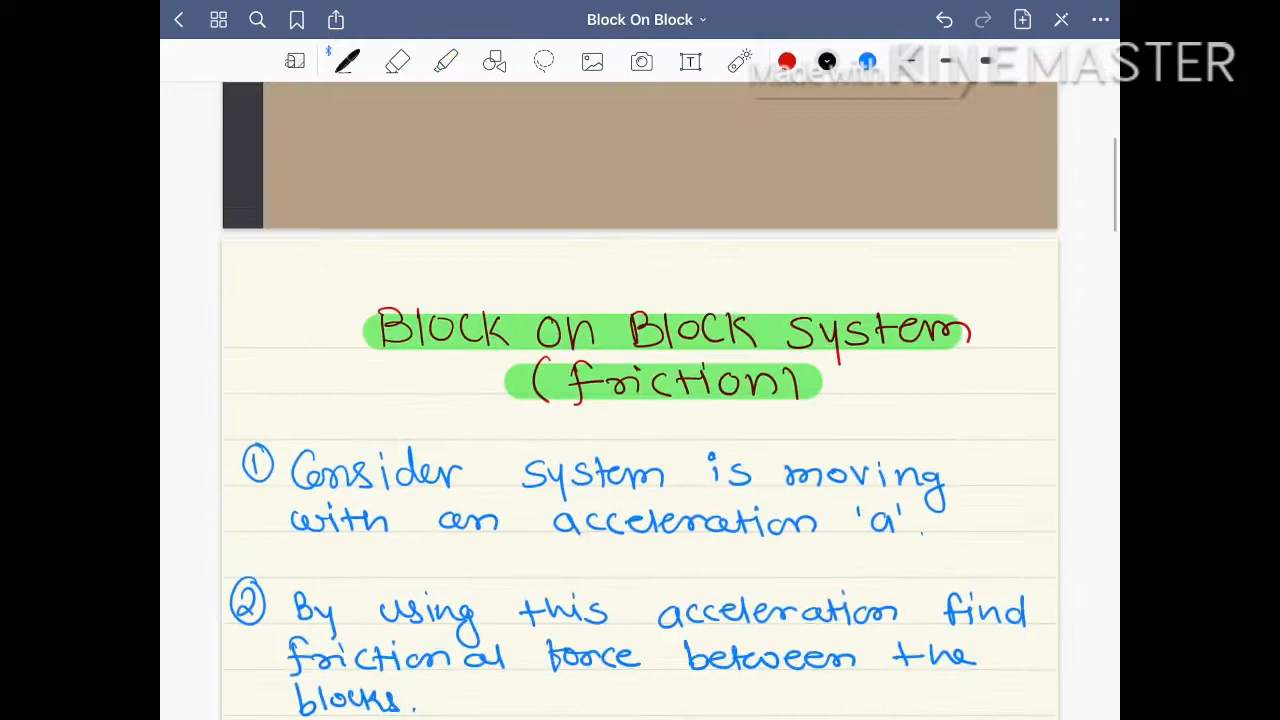 Block On Block
Made with KINEMASTER
Block on Block system
(friction)
① Consider system is moving
with an acceleration 'a'.
② By using this acceleration find
frictional force between the
blocks.